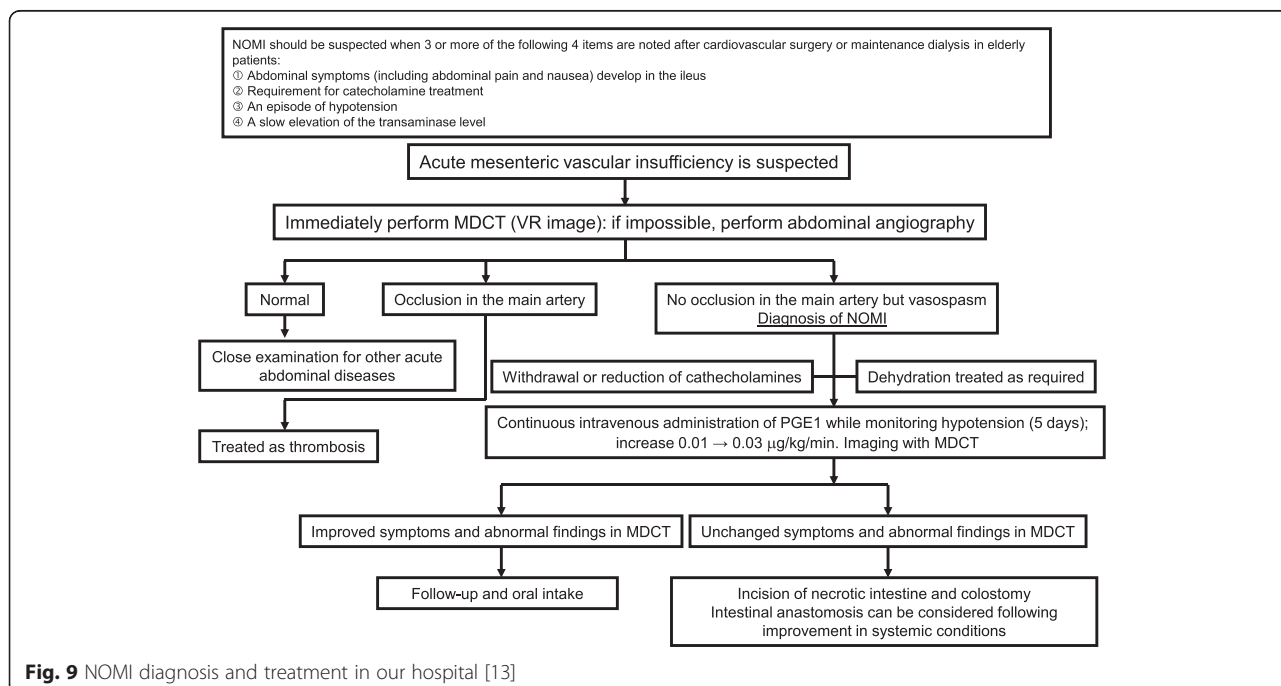 NOMI should be suspected when 3 or more of the following 4 items are noted after cardiovascular surgery or maintenance dialysis in elderly
patients:
① Abdominal symptoms (including abdominal pain and nausea) develop in the ileus
② Requirement for catecholamine treatment
③ An episode of hypotension
④ A slow elevation of the transaminase level
Acute mesenteric vascular insufficiency is suspected
Immediately perform MDCT (VR image): if impossible, perform abdominal angiography
Normal
Occlusion in the main artery
No occlusion in the main artery but vasospasm
Diagnosis of NOMI
Close examination for other acute
abdominal diseases
Withdrawal or reduction of cathecholamines
Dehydration treated as required
Treated as thrombosis
Continuous intravenous administration of PGE1 while monitoring hypotension (5 days);
increase 0.01 → 0.03 μg/kg/min. Imaging with MDCT
Improved symptoms and abnormal findings in MDCT
Unchanged symptoms and abnormal findings in MDCT
Follow-up and oral intake
Incision of necrotic intestine and colostomy
Intestinal anastomosis can be considered following
improvement in systemic conditions
Fig. 9 NOMI diagnosis and treatment in our hospital [13]